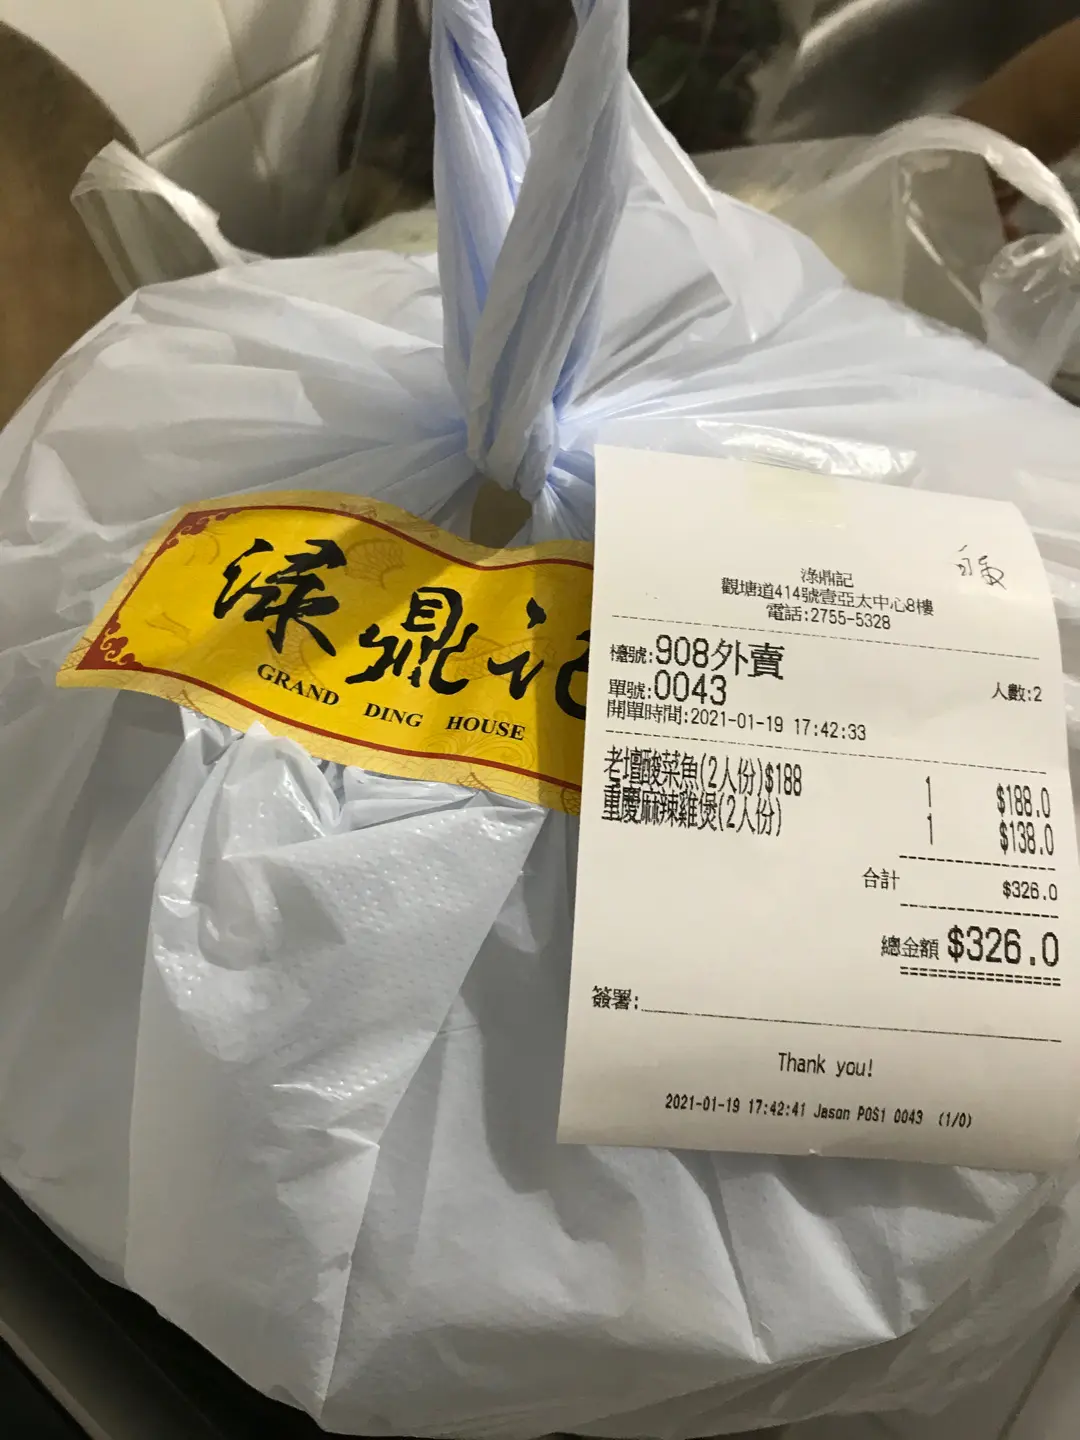 渌鼎記
GRAND DING HOUSE
渌鼎記
觀塘道414號壹亞太中心8樓
電話:2755-5328
檯號:908外賣
單號:0043 人數:2
開單時間:2021-01-19 17:42:33
老壇酸菜魚(2人份)$188 1 $188.0
重慶麻辣雞煲(2人份) 1 $138.0
合計 $326.0
總金額 $326.0
簽署:
Thank you!
2021-01-19 17:42:41 Jason POS1 0043 (1/0)